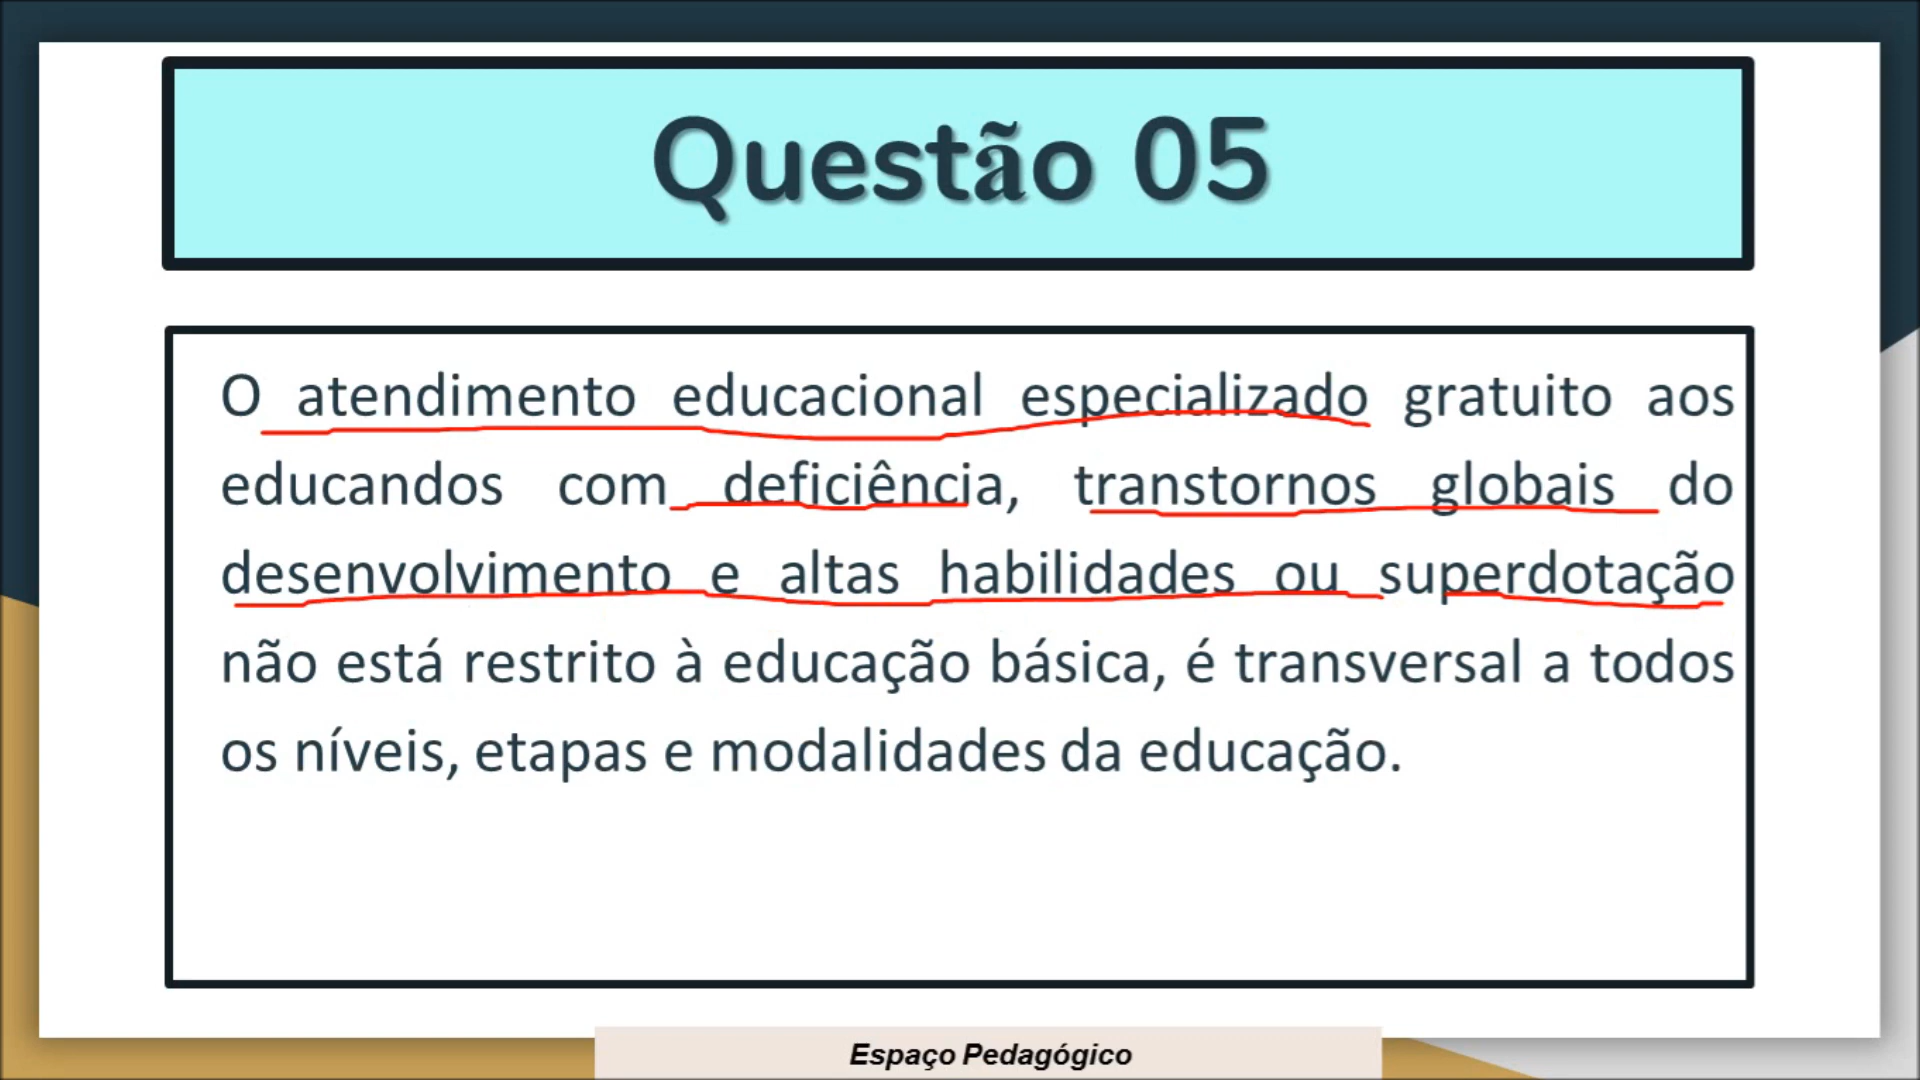 Questão 05
O atendimento educacional especializado gratuito aos
educandos com deficiência, transtornos globais do
desenvolvimento e altas habilidades ou superdotação
não está restrito à educação básica, é transversal a todos
os níveis, etapas e modalidades da educação.
Espaço Pedagógico